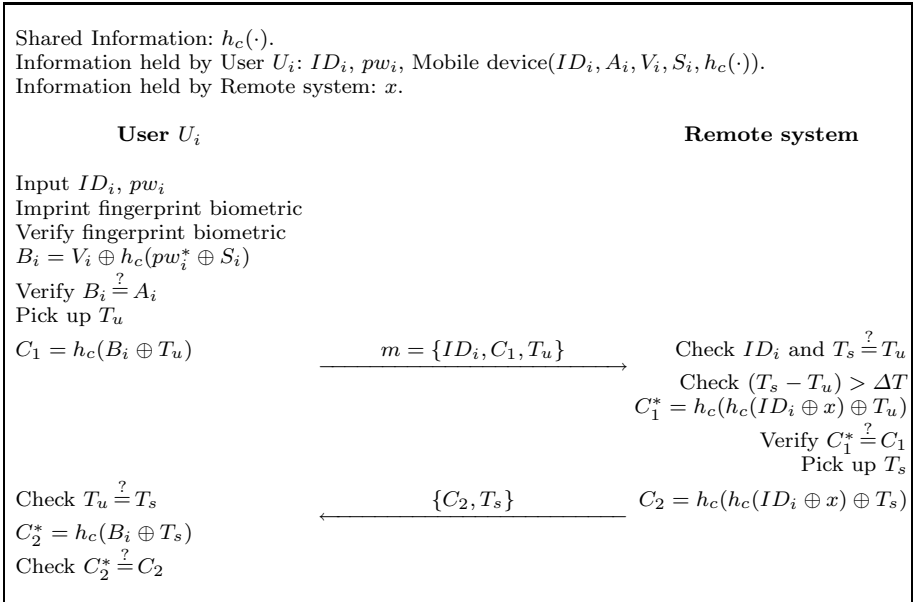 Shared Information: h_c(·).
Information held by User U_i: ID_i, pw_i, Mobile device(ID_i, A_i, V_i, S_i, h_c(·)).
Information held by Remote system: x.
User U_i Remote system
Input ID_i, pw_i
Imprint fingerprint biometric
Verify fingerprint biometric
B_i = V_i ⊕ h_c(pw_i^* ⊕ S_i)
Verify B_i ≟ A_i
Pick up T_u
C_1 = h_c(B_i ⊕ T_u) m = {ID_i, C_1, T_u} Check ID_i and T_s ≟ T_u
Check (T_s − T_u) > ΔT
C_1^* = h_c(h_c(ID_i ⊕ x) ⊕ T_u)
Verify C_1^* ≟ C_1
Pick up T_s
Check T_u ≟ T_s {C_2, T_s} C_2 = h_c(h_c(ID_i ⊕ x) ⊕ T_s)
C_2^* = h_c(B_i ⊕ T_s)
Check C_2^* ≟ C_2